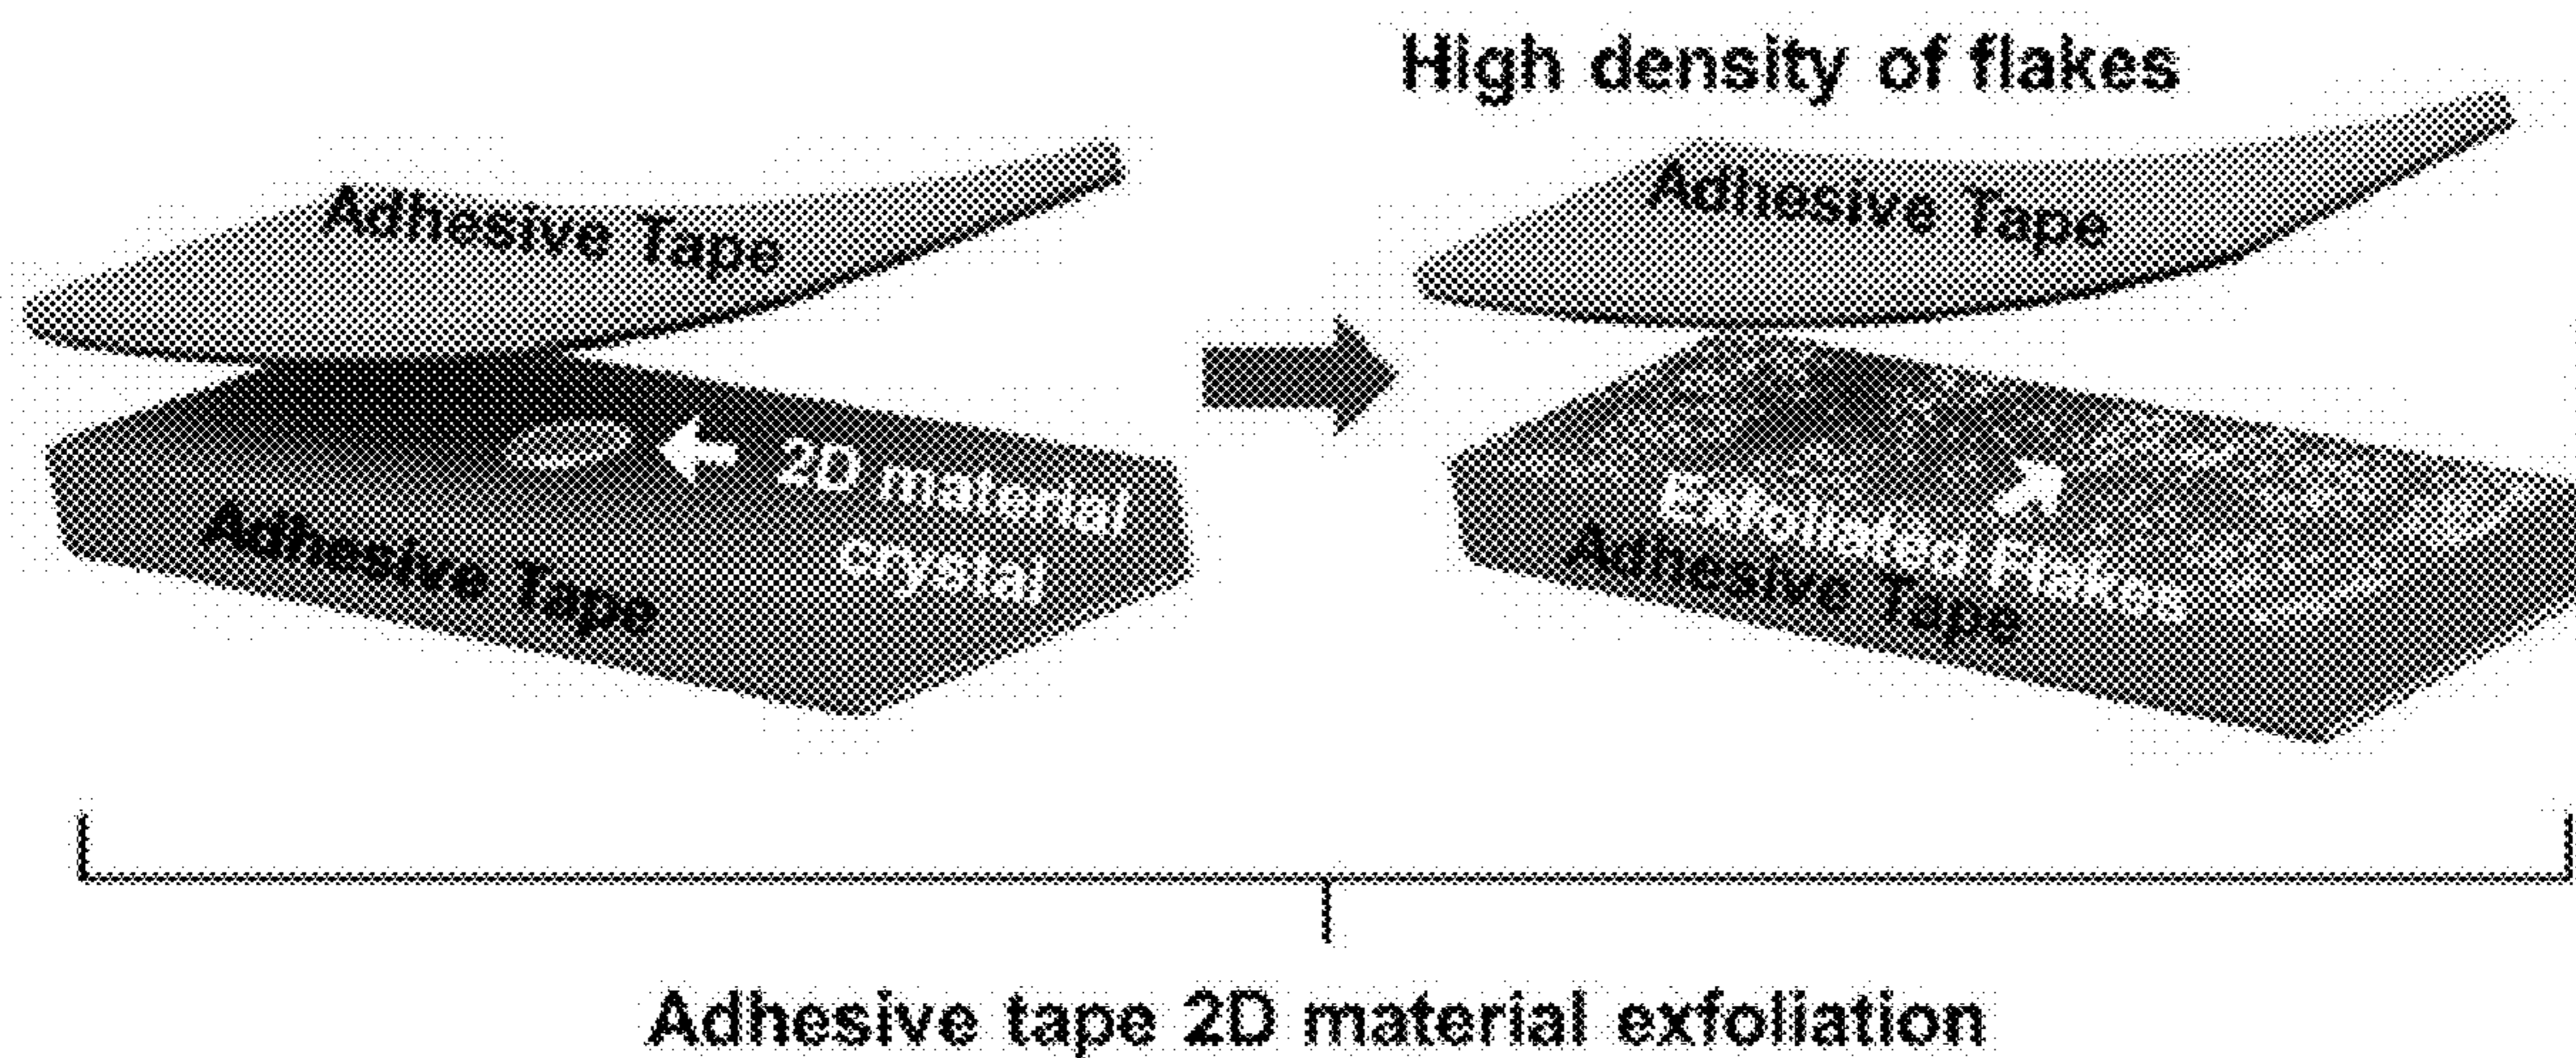 High density of flakes
Adhesive Tape
2D material
crystal
Adhesive Tape
Adhesive Tape
Exfoliated Flakes
Adhesive Tape
Adhesive tape 2D material exfoliation